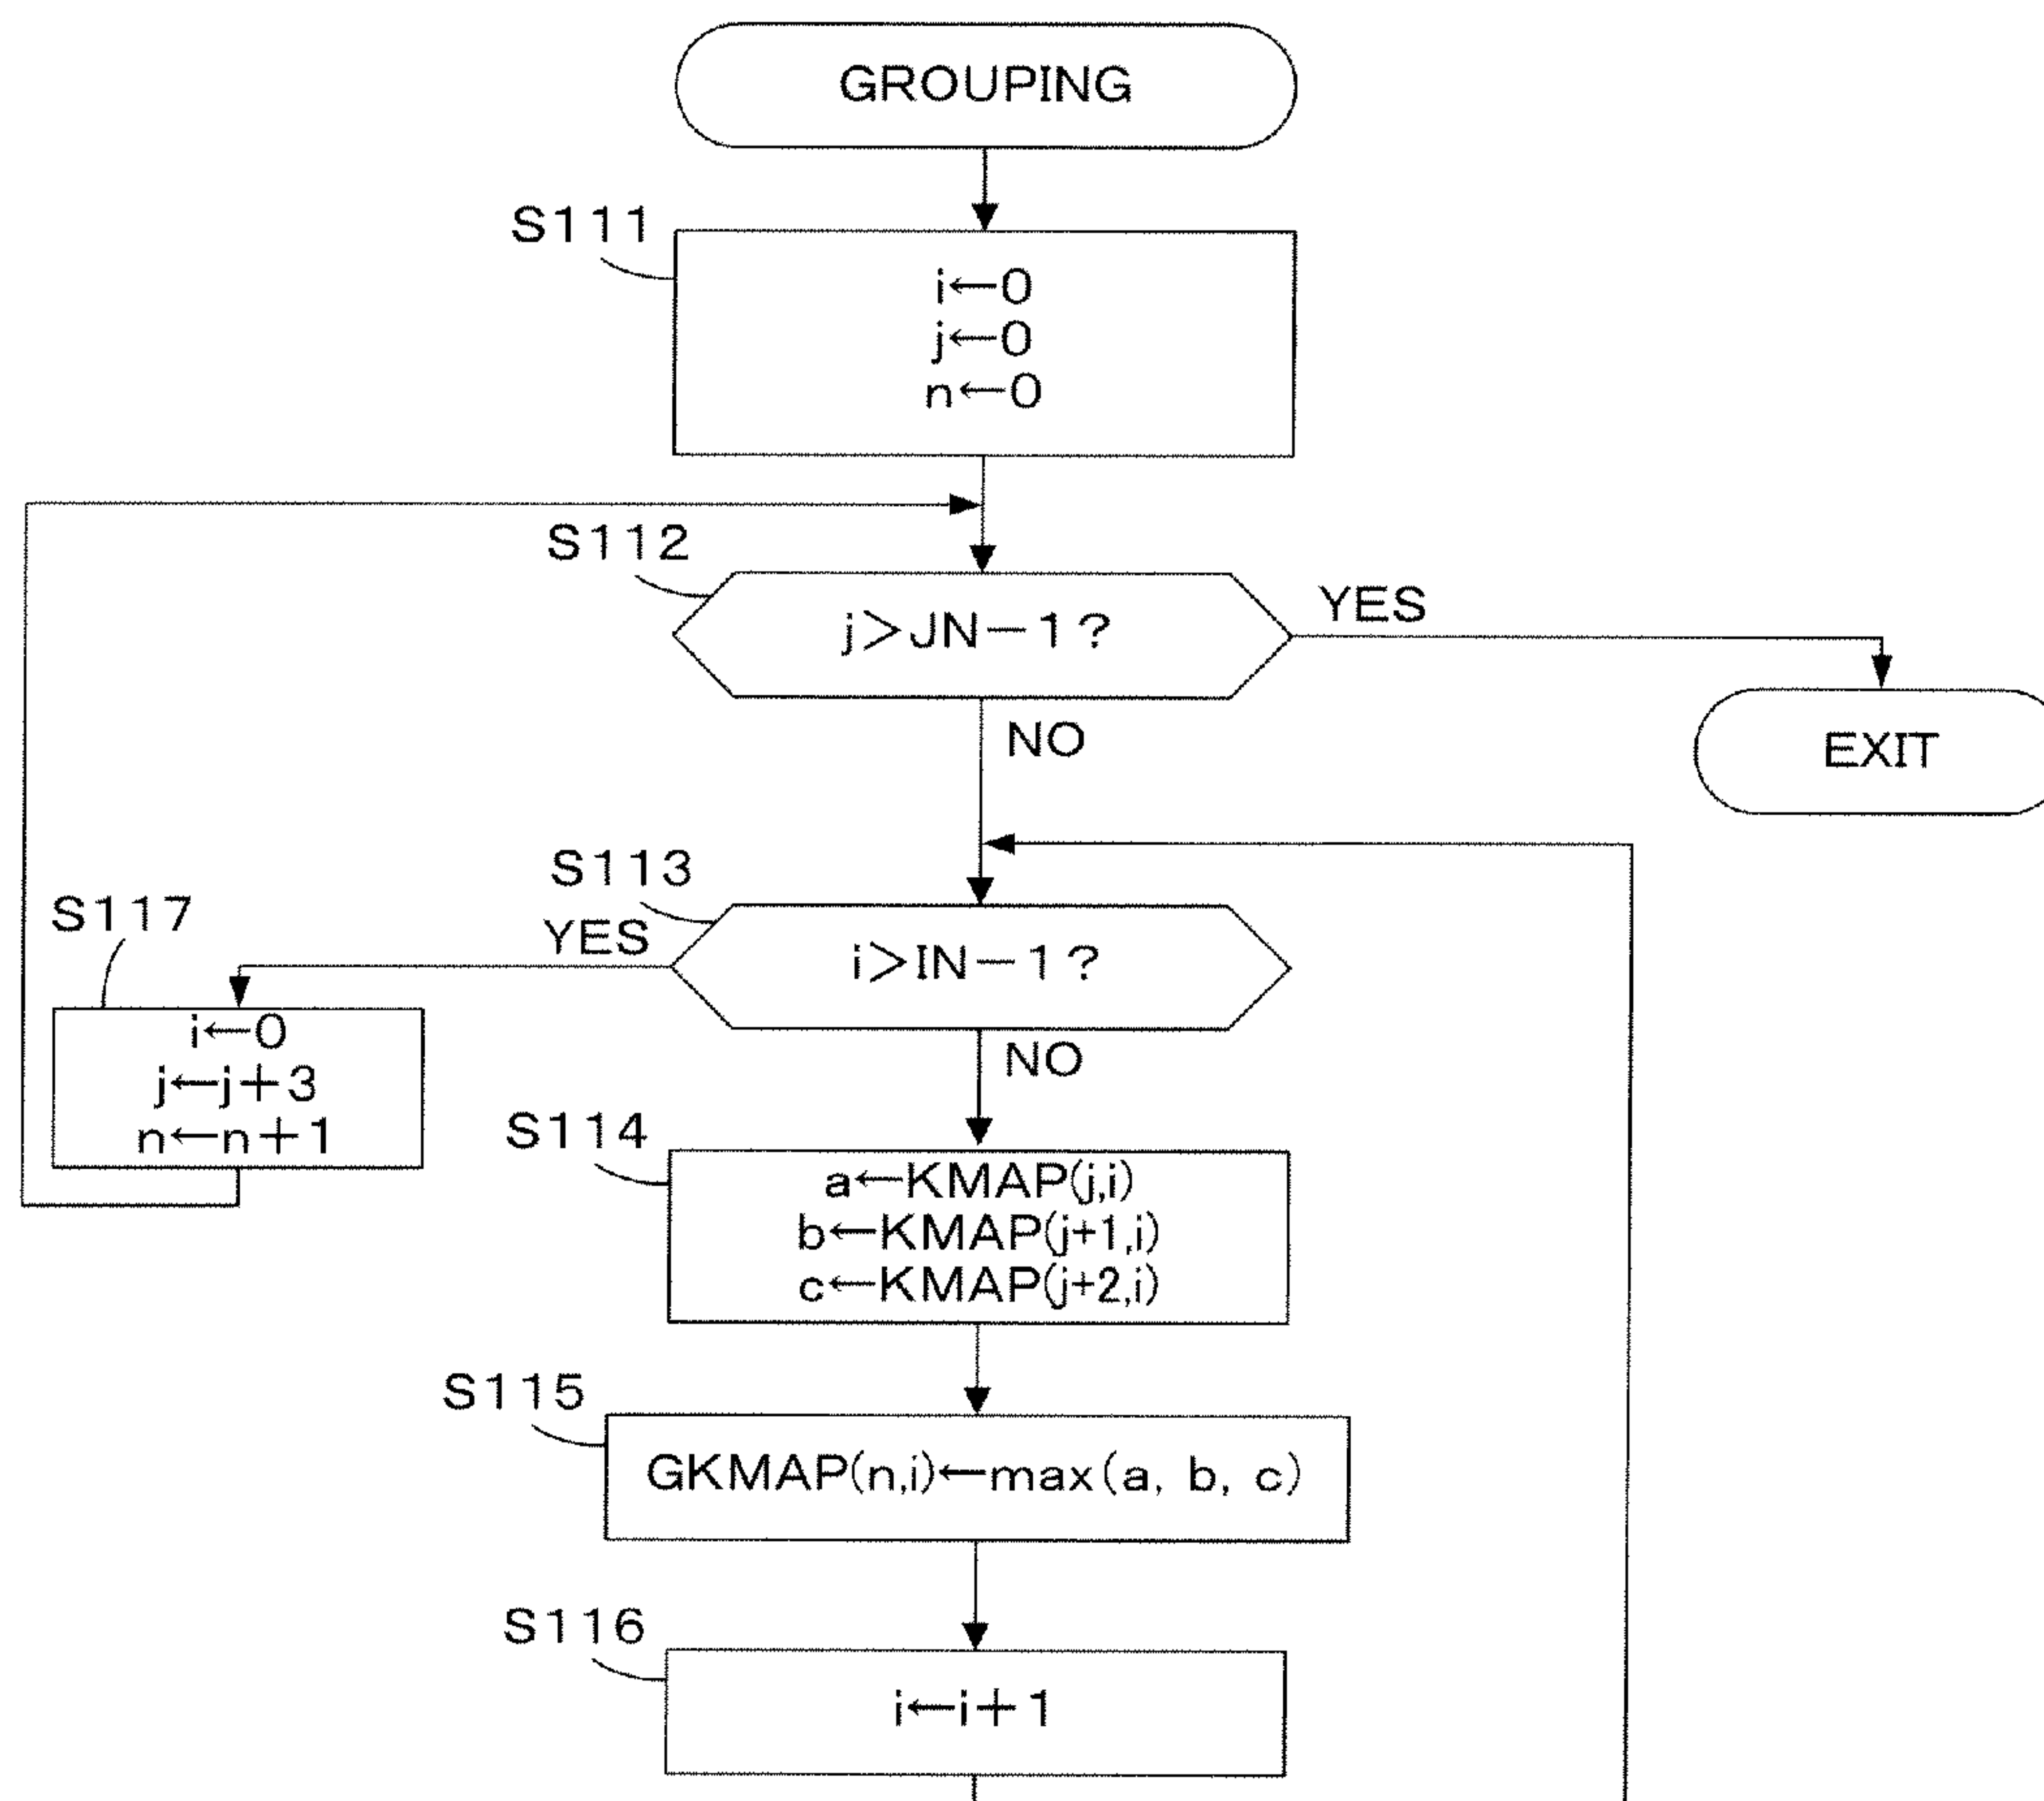 GROUPING
S111
i←0
j←0
n←0
S112
j>JN−1?
YES
NO
EXIT
S113
YES
i>IN−1?
NO
S117
i←0
j←j+3
n←n+1
S114
a←KMAP(j,i)
b←KMAP(j+1,i)
c←KMAP(j+2,i)
S115
GKMAP(n,i)←max(a, b, c)
S116
i←i+1